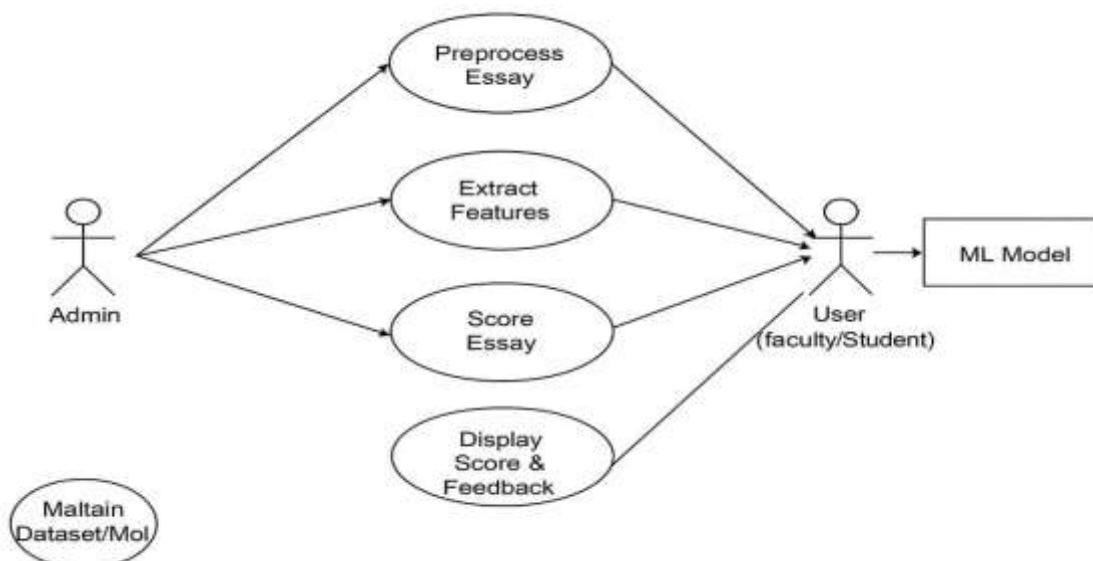 Preprocess
Essay
Extract
Features
Admin
Score
Essay
User
(faculty/Student)
ML Model
Display
Score &
Feedback
Maltain
Dataset/Mol